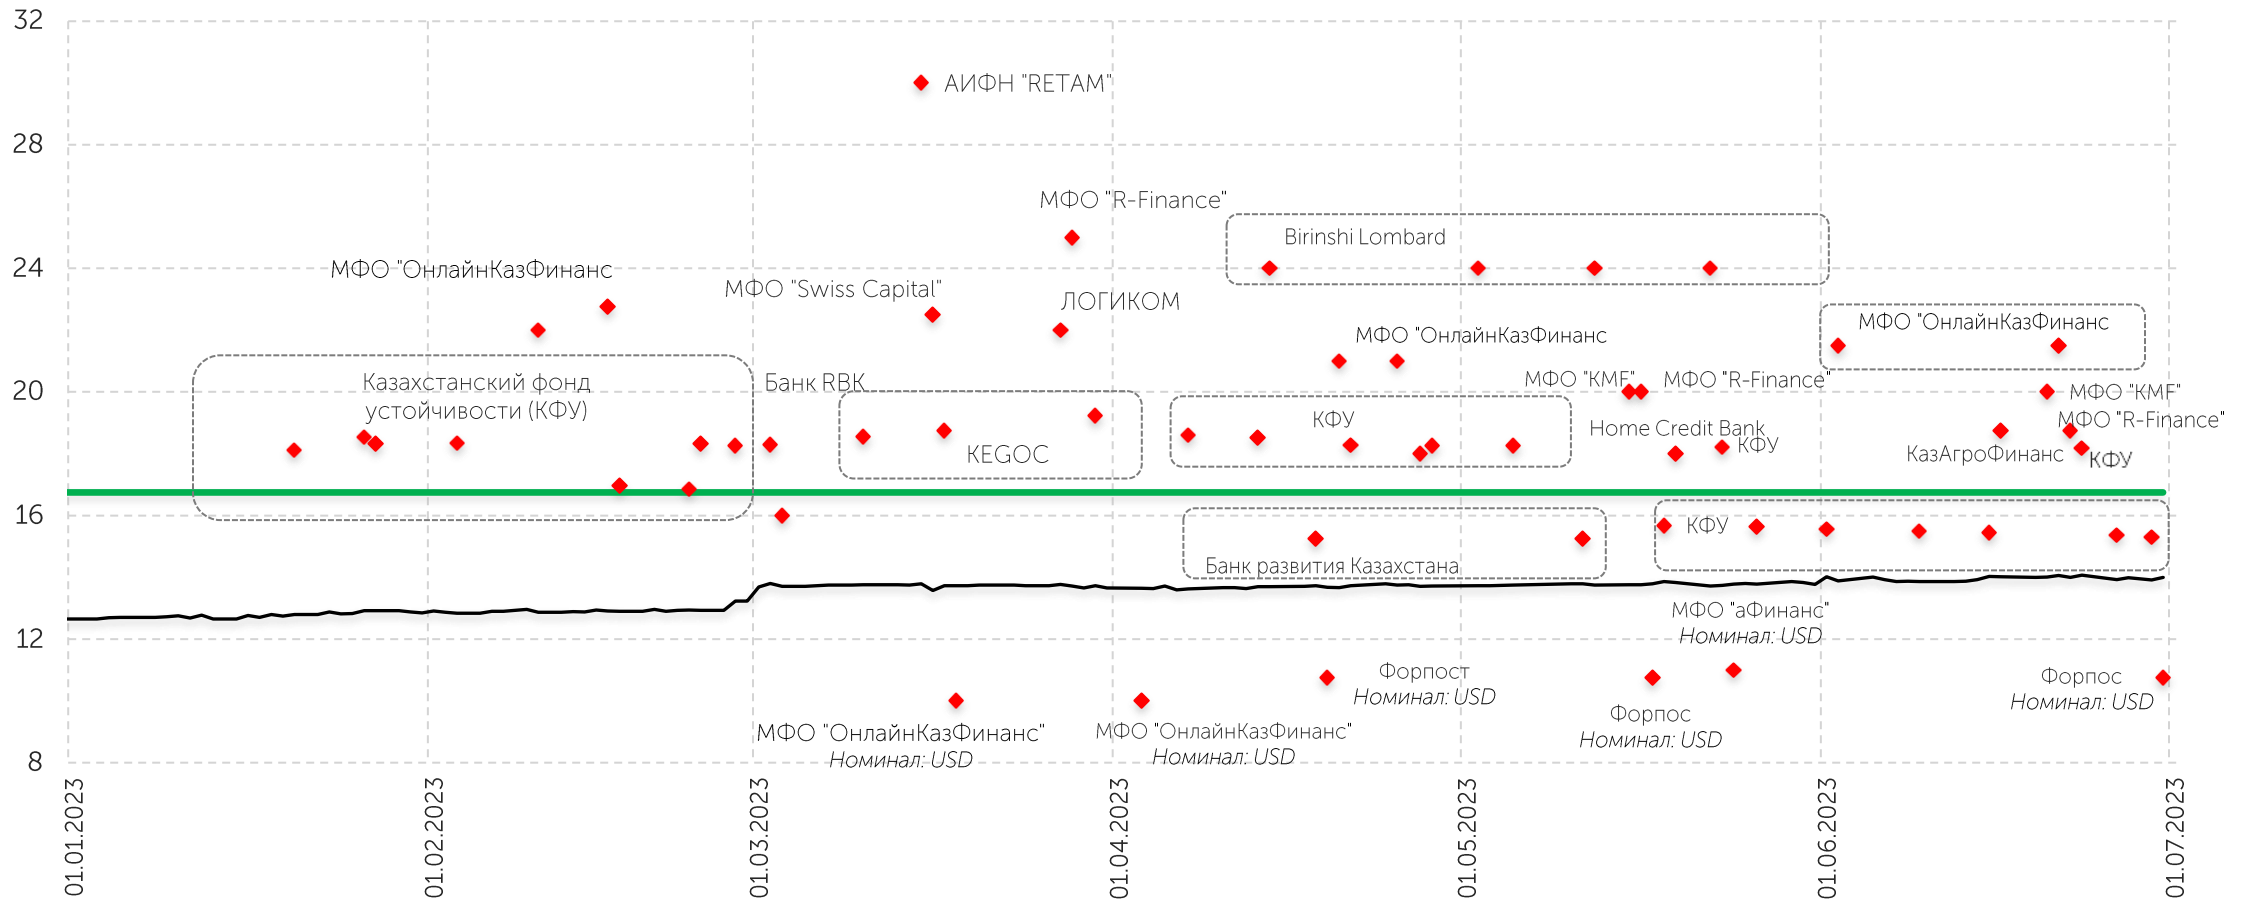 32
АИФН "RETAM"
28
МФО "R-Finance"
Birinshi Lombard
24
МФО "ОнлайнКазФинанс
МФО "Swiss Capital"
ЛОГИКОМ
МФО "ОнлайнКазФинанс
МФО "ОнлайнКазФинанс
Казахстанский фонд
устойчивости (КФУ)
Банк RBK
МФО "KMF"
МФО "R-Finance"
20
МФО "KMF"
КФУ
Home Credit Bank
МФО "R-Finance"
КФУ
KEGOC
КазАгроФинанс
КФУ
16
КФУ
Банк развития Казахстана
МФО "аФинанс"
Номинал: USD
12
Форпост
Номинал: USD
Форпос
Номинал: USD
Форпос
Номинал: USD
МФО "ОнлайнКазФинанс"
Номинал: USD
МФО "ОнлайнКазФинанс"
Номинал: USD
8
01.01.2023
01.02.2023
01.03.2023
01.04.2023
01.05.2023
01.06.2023
01.07.2023